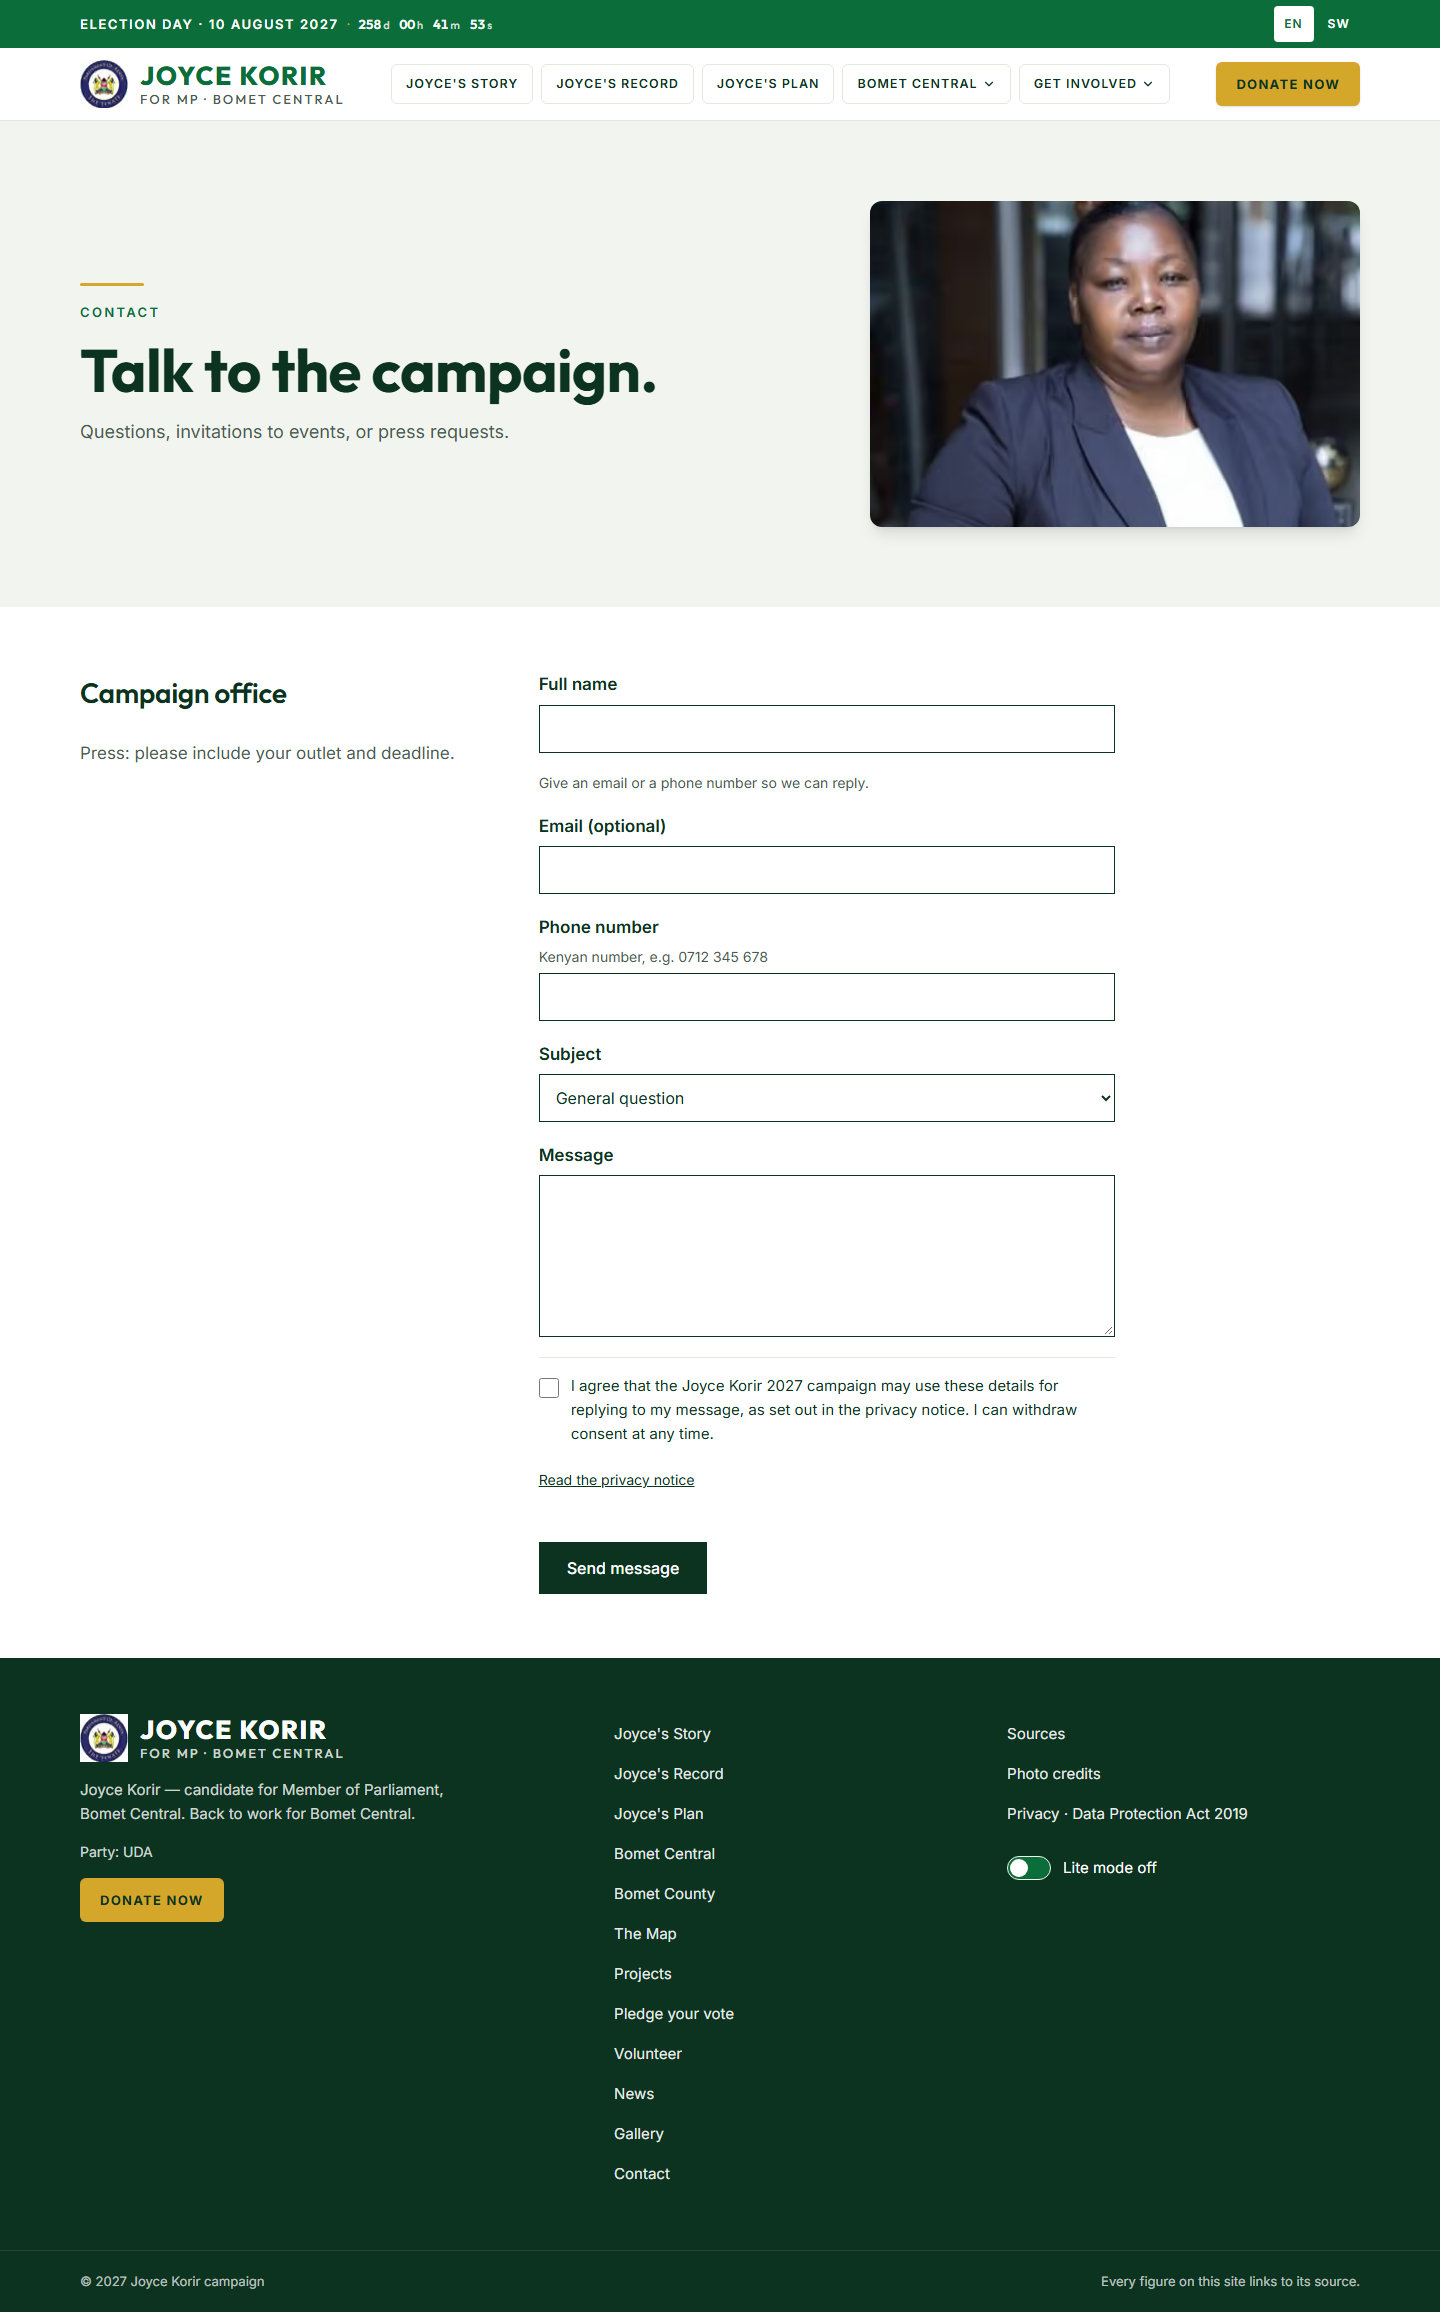 ELECTION DAY · 10 AUGUST 2027 · 258d 00h 41m 53s
EN SW
JOYCE KORIR
FOR MP · BOMET CENTRAL
JOYCE'S STORY
JOYCE'S RECORD
JOYCE'S PLAN
BOMET CENTRAL
GET INVOLVED
DONATE NOW
CONTACT
Talk to the campaign.
Questions, invitations to events, or press requests.
Campaign office
Press: please include your outlet and deadline.
Full name
Give an email or a phone number so we can reply.
Email (optional)
Phone number
Kenyan number, e.g. 0712 345 678
Subject
General question
Message
I agree that the Joyce Korir 2027 campaign may use these details for
replying to my message, as set out in the privacy notice. I can withdraw
consent at any time.
Read the privacy notice
Send message
JOYCE KORIR
FOR MP · BOMET CENTRAL
Joyce Korir — candidate for Member of Parliament,
Bomet Central. Back to work for Bomet Central.
Party: UDA
DONATE NOW
Joyce's Story
Joyce's Record
Joyce's Plan
Bomet Central
Bomet County
The Map
Projects
Pledge your vote
Volunteer
News
Gallery
Contact
Sources
Photo credits
Privacy · Data Protection Act 2019
Lite mode off
© 2027 Joyce Korir campaign
Every figure on this site links to its source.